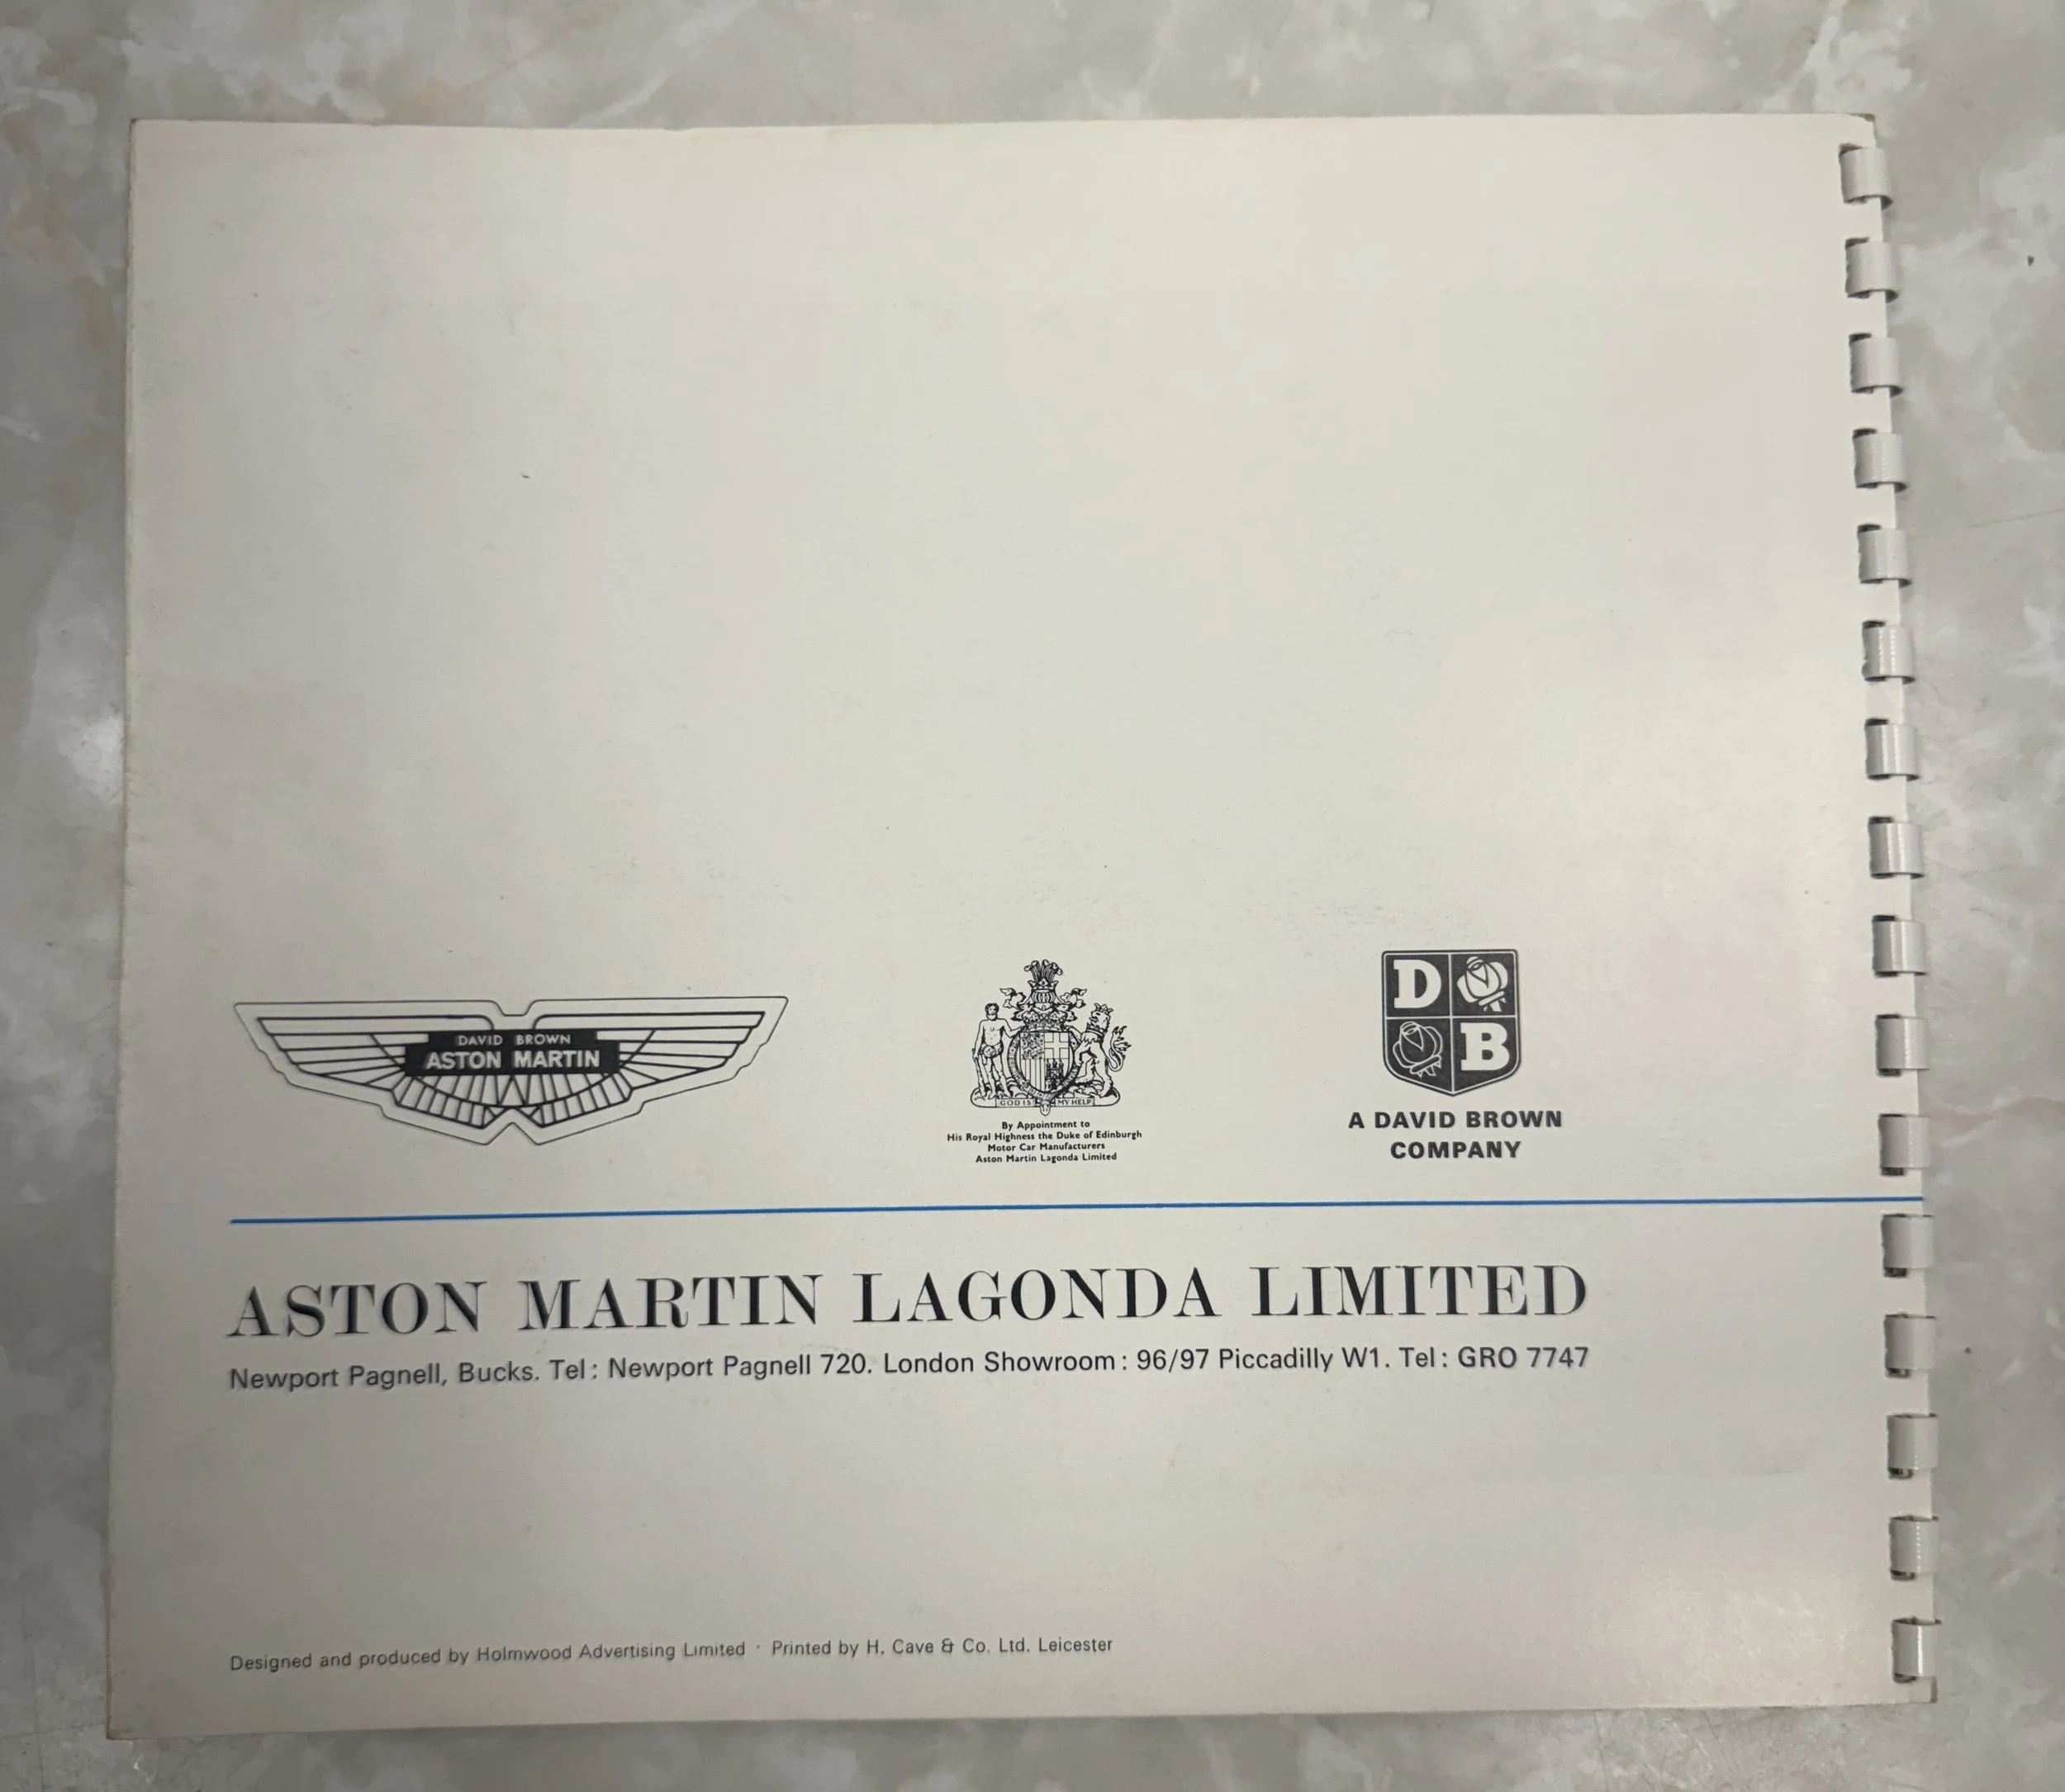 DAVID BROWN
ASTON MARTIN
GOD IS MY HELP
By Appointment to
His Royal Highness the Duke of Edinburgh
Motor Car Manufacturers
Aston Martin Lagonda Limited
D
B
A DAVID BROWN
COMPANY
ASTON MARTIN LAGONDA LIMITED
Newport Pagnell, Bucks. Tel: Newport Pagnell 720. London Showroom: 96/97 Piccadilly W1. Tel: GRO 7747
Designed and produced by Holmwood Advertising Limited · Printed by H. Cave & Co. Ltd. Leicester